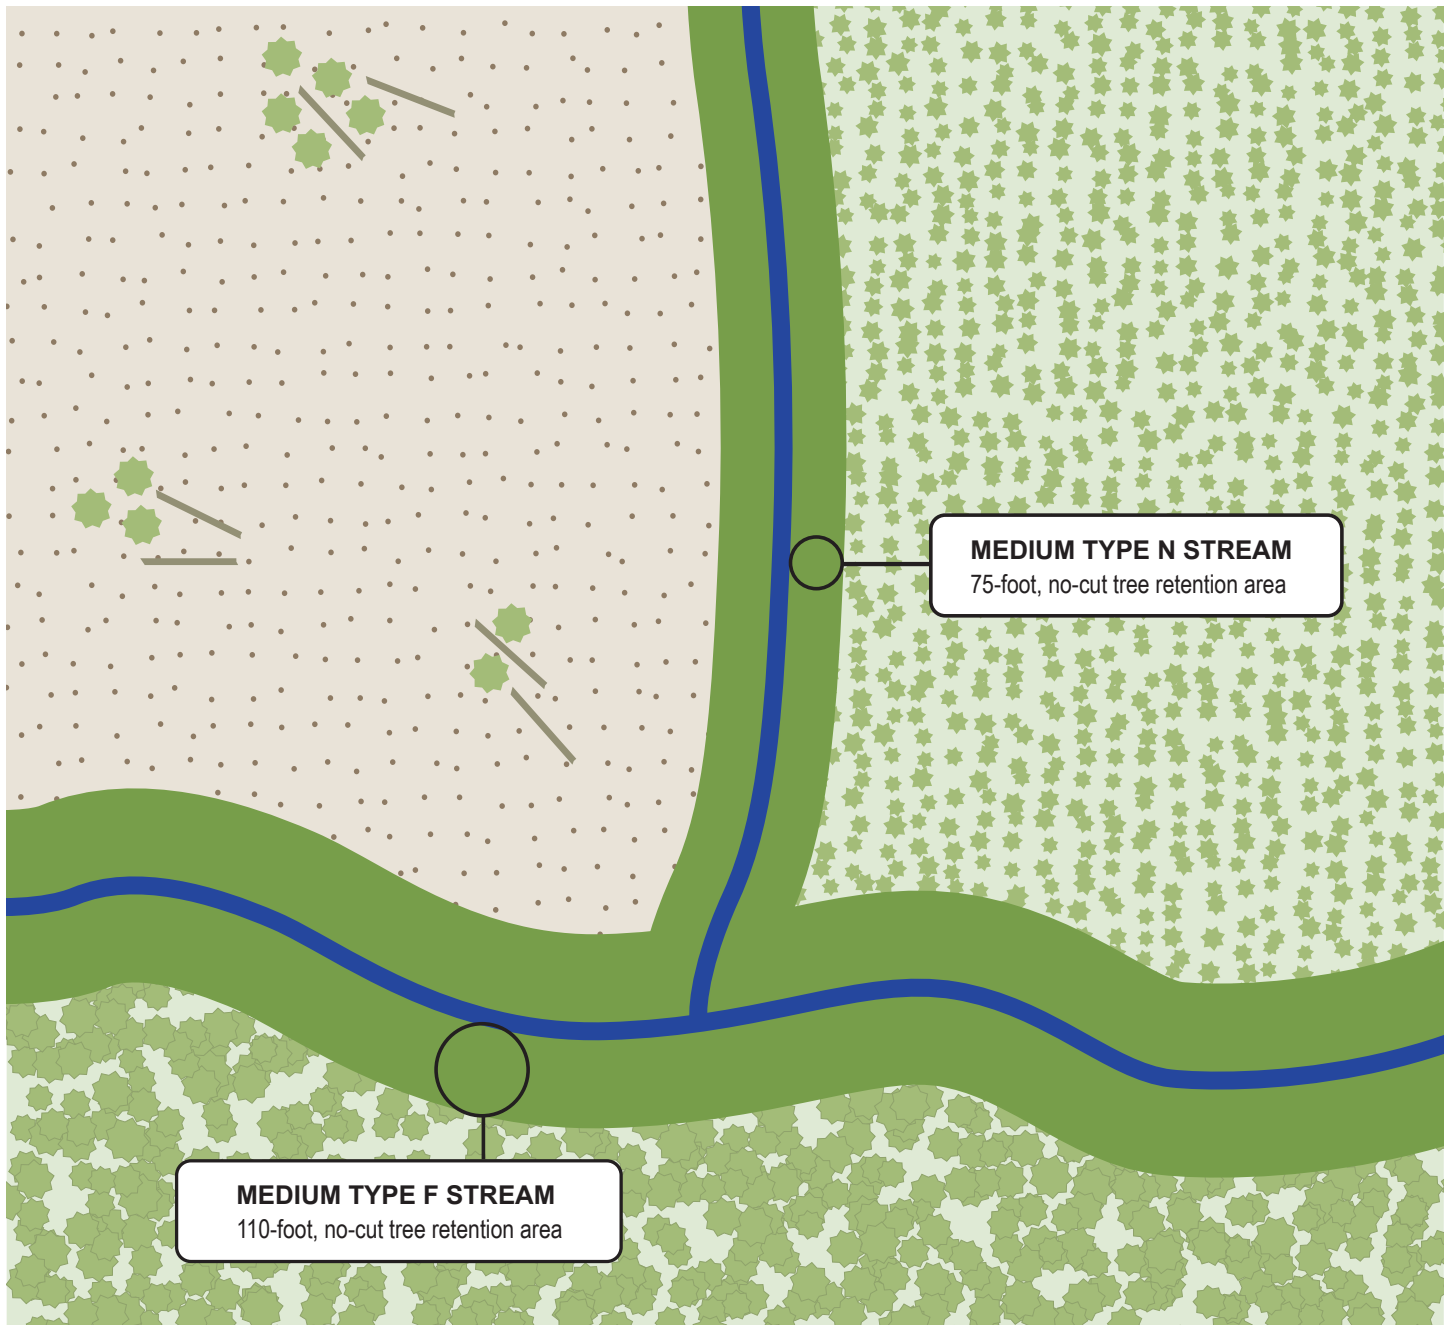 MEDIUM TYPE N STREAM
75-foot, no-cut tree retention area
MEDIUM TYPE F STREAM
110-foot, no-cut tree retention area